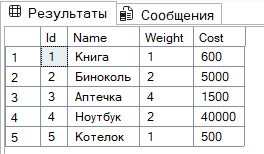 Результаты Сообщения
Id Name Weight Cost
1 1 Книга 1 600
2 2 Биноколь 2 5000
3 3 Аптечка 4 1500
4 4 Ноутбук 2 40000
5 5 Котелок 1 500